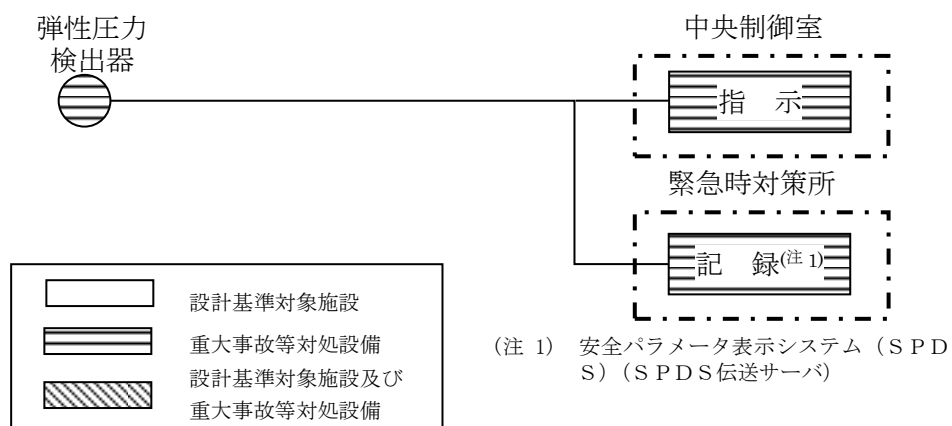 弾性圧力
検出器
中央制御室
指　示
緊急時対策所
記　録(注 1)
設計基準対象施設
重大事故等対処設備
設計基準対象施設及び
重大事故等対処設備
(注 1)　安全パラメータ表示システム（ＳＰＤ
Ｓ）（ＳＰＤＳ伝送サーバ）